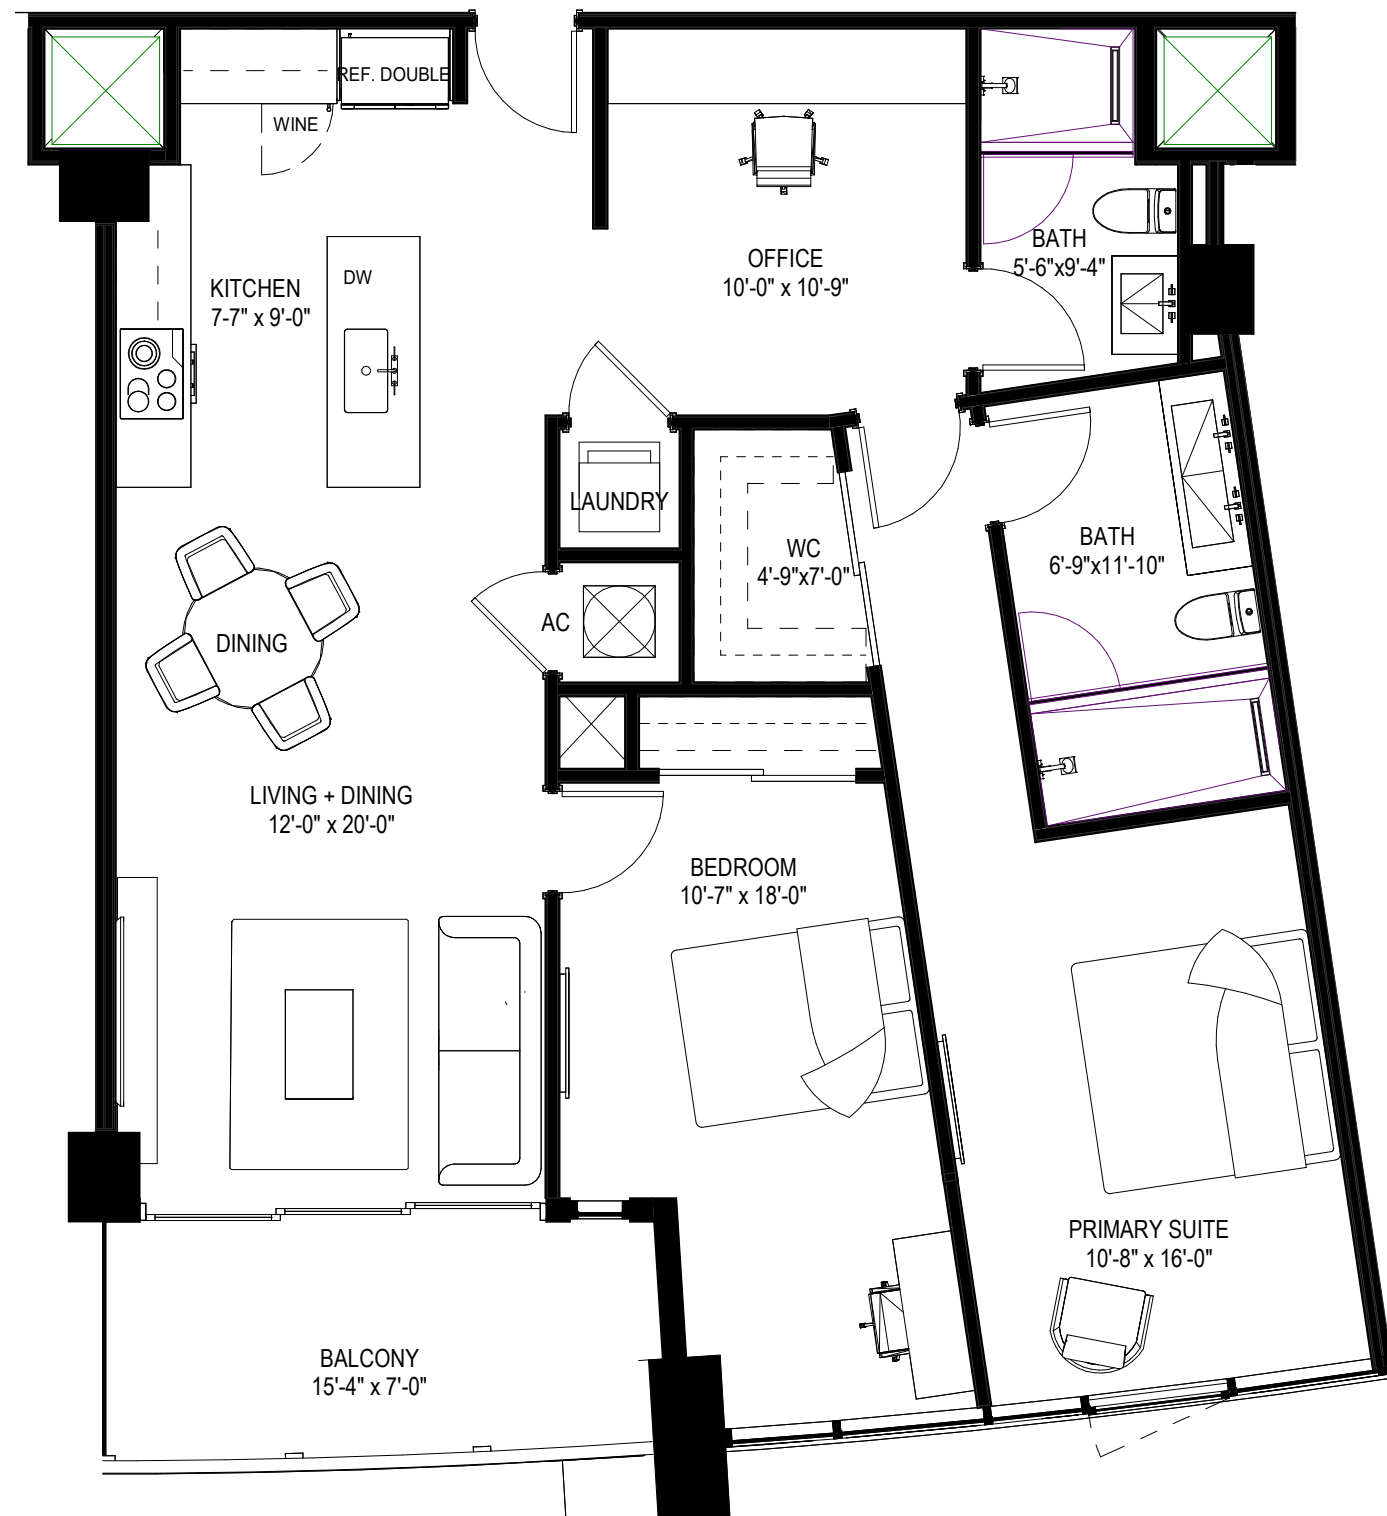 REF. DOUBLE
WINE
KITCHEN
7-7" x 9'-0"
DW
OFFICE
10'-0" x 10'-9"
BATH
5'-6"x9'-4"
LAUNDRY
WC
4'-9"x7'-0"
BATH
6'-9"x11'-10"
AC
DINING
LIVING + DINING
12'-0" x 20'-0"
BEDROOM
10'-7" x 18'-0"
PRIMARY SUITE
10'-8" x 16'-0"
BALCONY
15'-4" x 7'-0"